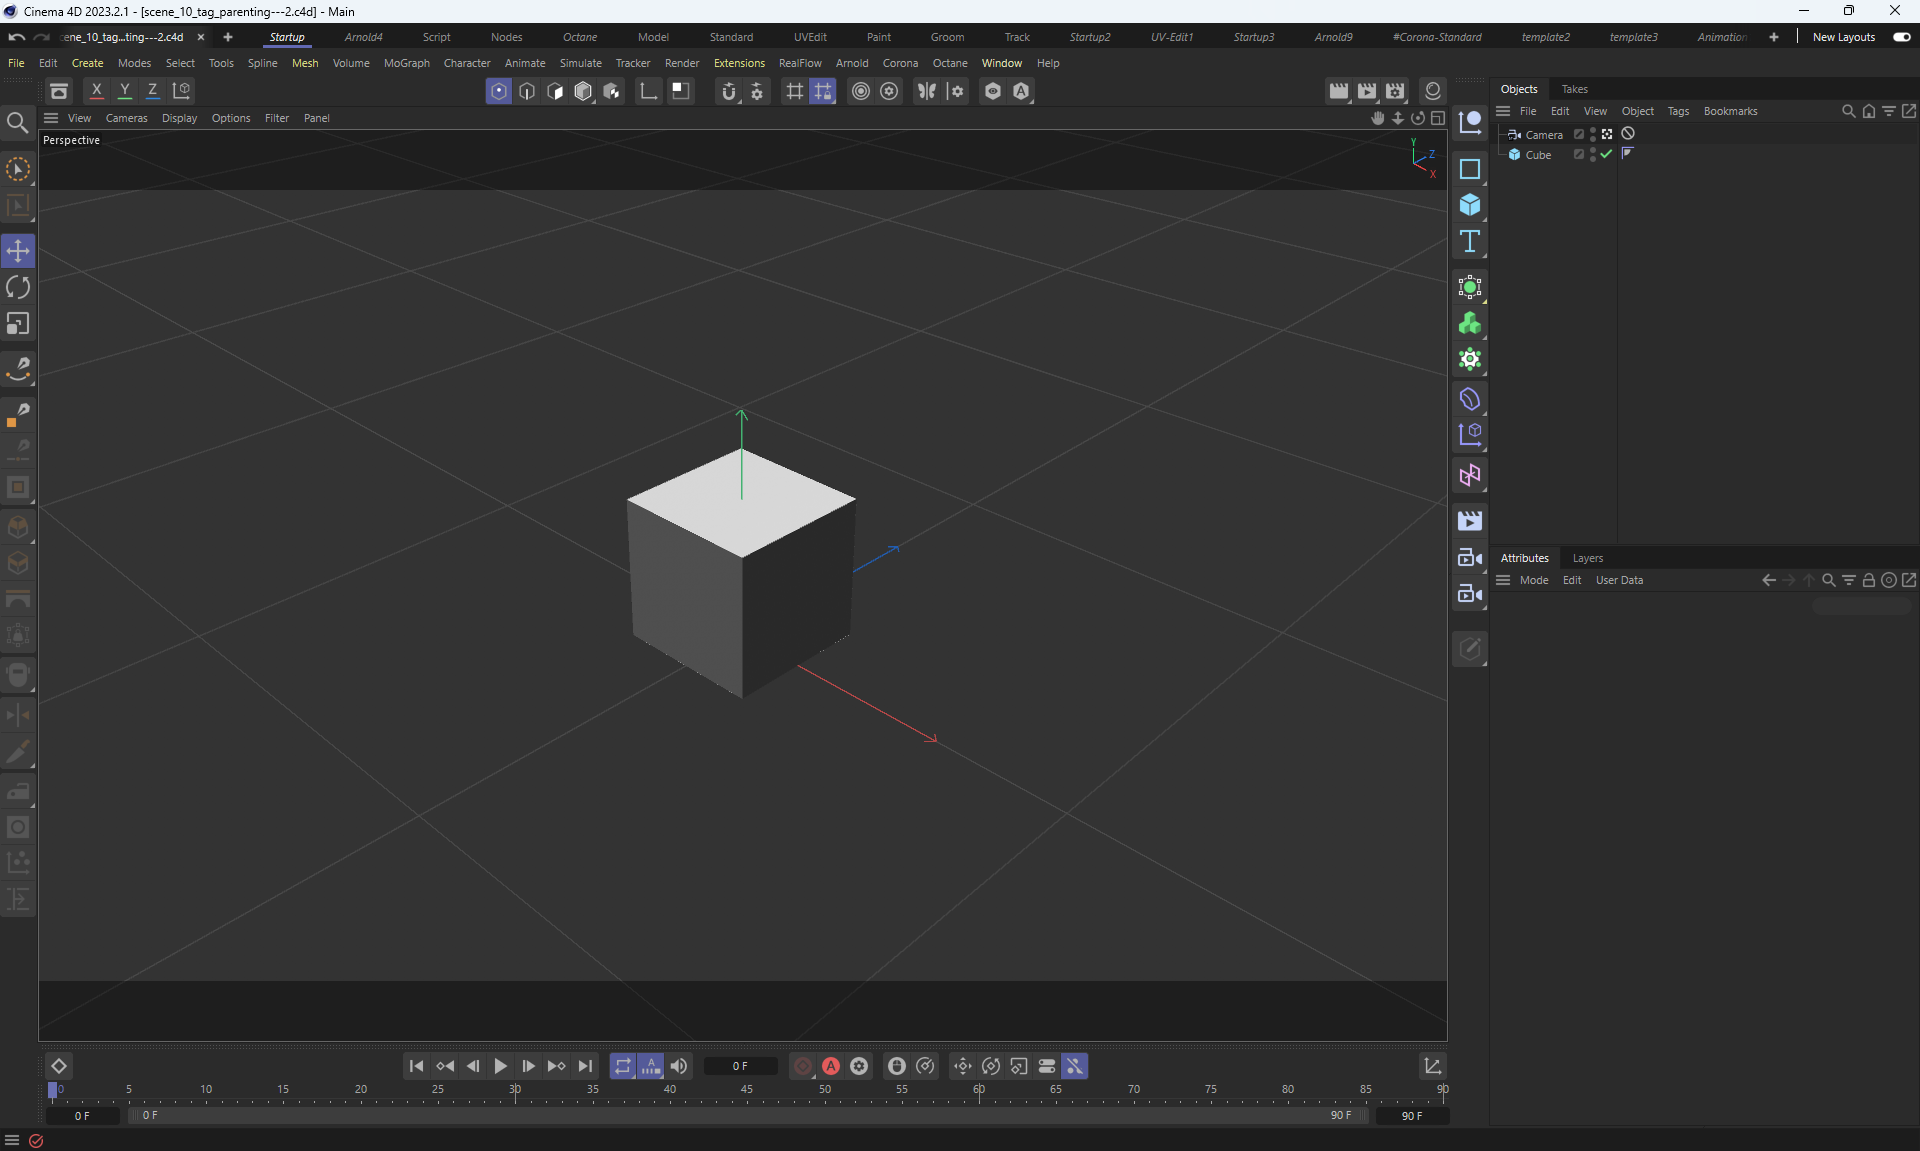 Cinema 4D 2023.2.1 - [scene_10_tag_parenting---2.c4d] - Main
ene_10_tag...ting---2.c4d Startup Arnold4 Script Nodes Octane Model Standard UVEdit Paint Groom Track Startup2 UV-Edit1 Startup3 Arnold9 #Corona-Standard template2 template3 Animation New Layouts
File Edit Create Modes Select Tools Spline Mesh Volume MoGraph Character Animate Simulate Tracker Render Extensions RealFlow Arnold Corona Octane Window Help
X Y Z A
Objects Takes
File Edit View Object Tags Bookmarks
View Cameras Display Options Filter Panel
Perspective
Y
Z
X
Camera
Cube
Attributes Layers
Mode Edit User Data
A 0 F A
0 5 10 15 20 25 30 35 40 45 50 55 60 65 70 75 80 85 90
0 F 0 F 90 F 90 F